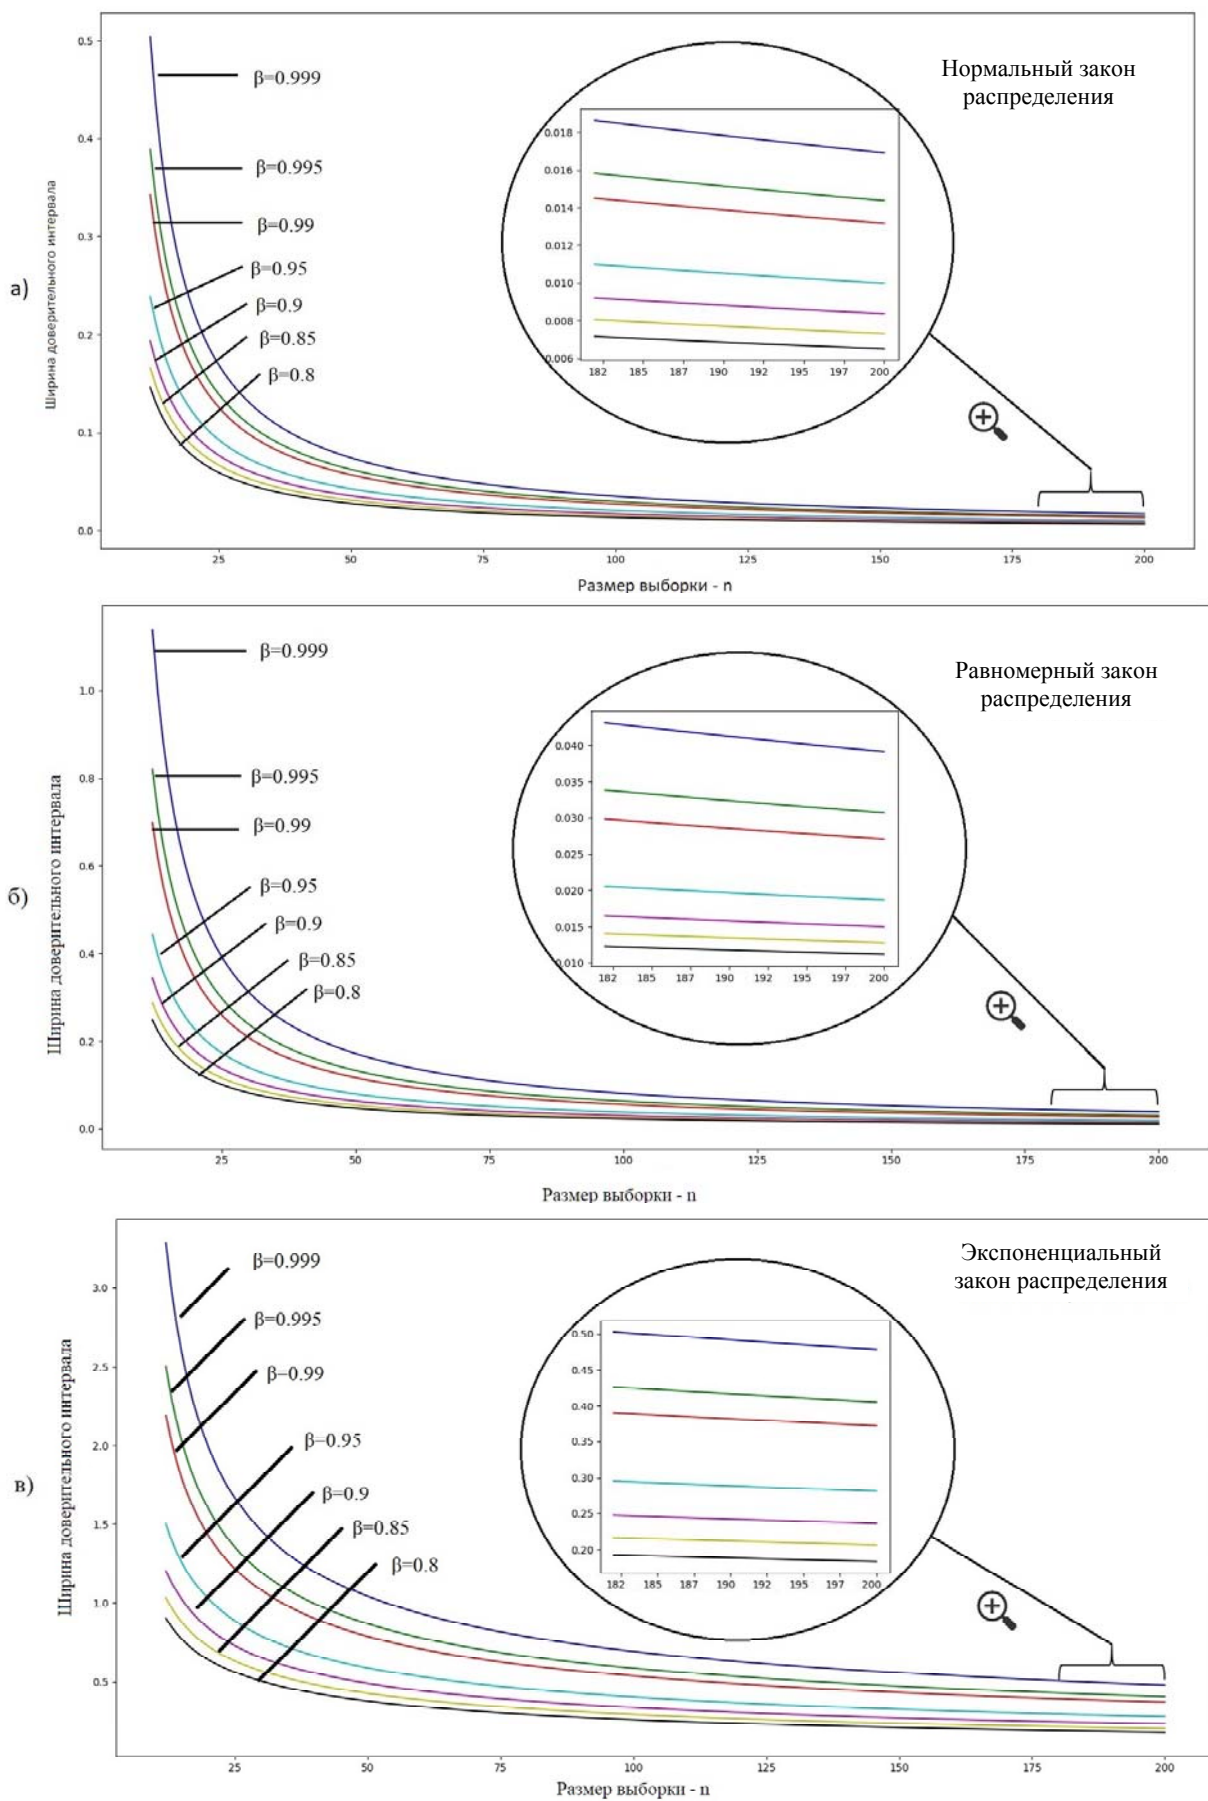 Нормальный закон
распределения
а)
Ширина доверительного интервала
0.5
0.4
0.3
0.2
0.1
0.0
β=0.999
β=0.995
β=0.99
β=0.95
β=0.9
β=0.85
β=0.8
0.018
0.016
0.014
0.012
0.010
0.008
0.006
182 185 187 190 192 195 197 200
25 50 75 100 125 150 175 200
Размер выборки - n
Равномерный закон
распределения
б)
Ширина доверительного интервала
1.0
0.8
0.6
0.4
0.2
0.0
β=0.999
β=0.995
β=0.99
β=0.95
β=0.9
β=0.85
β=0.8
0.040
0.035
0.030
0.025
0.020
0.015
0.010
182 185 187 190 192 195 197 200
25 50 75 100 125 150 175 200
Размер выборки - n
Экспоненциальный
закон распределения
в)
Ширина доверительного интервала
3.0
2.5
2.0
1.5
1.0
0.5
β=0.999
β=0.995
β=0.99
β=0.95
β=0.9
β=0.85
β=0.8
0.50
0.45
0.40
0.35
0.30
0.25
0.20
182 185 187 190 192 195 197 200
25 50 75 100 125 150 175 200
Размер выборки - n